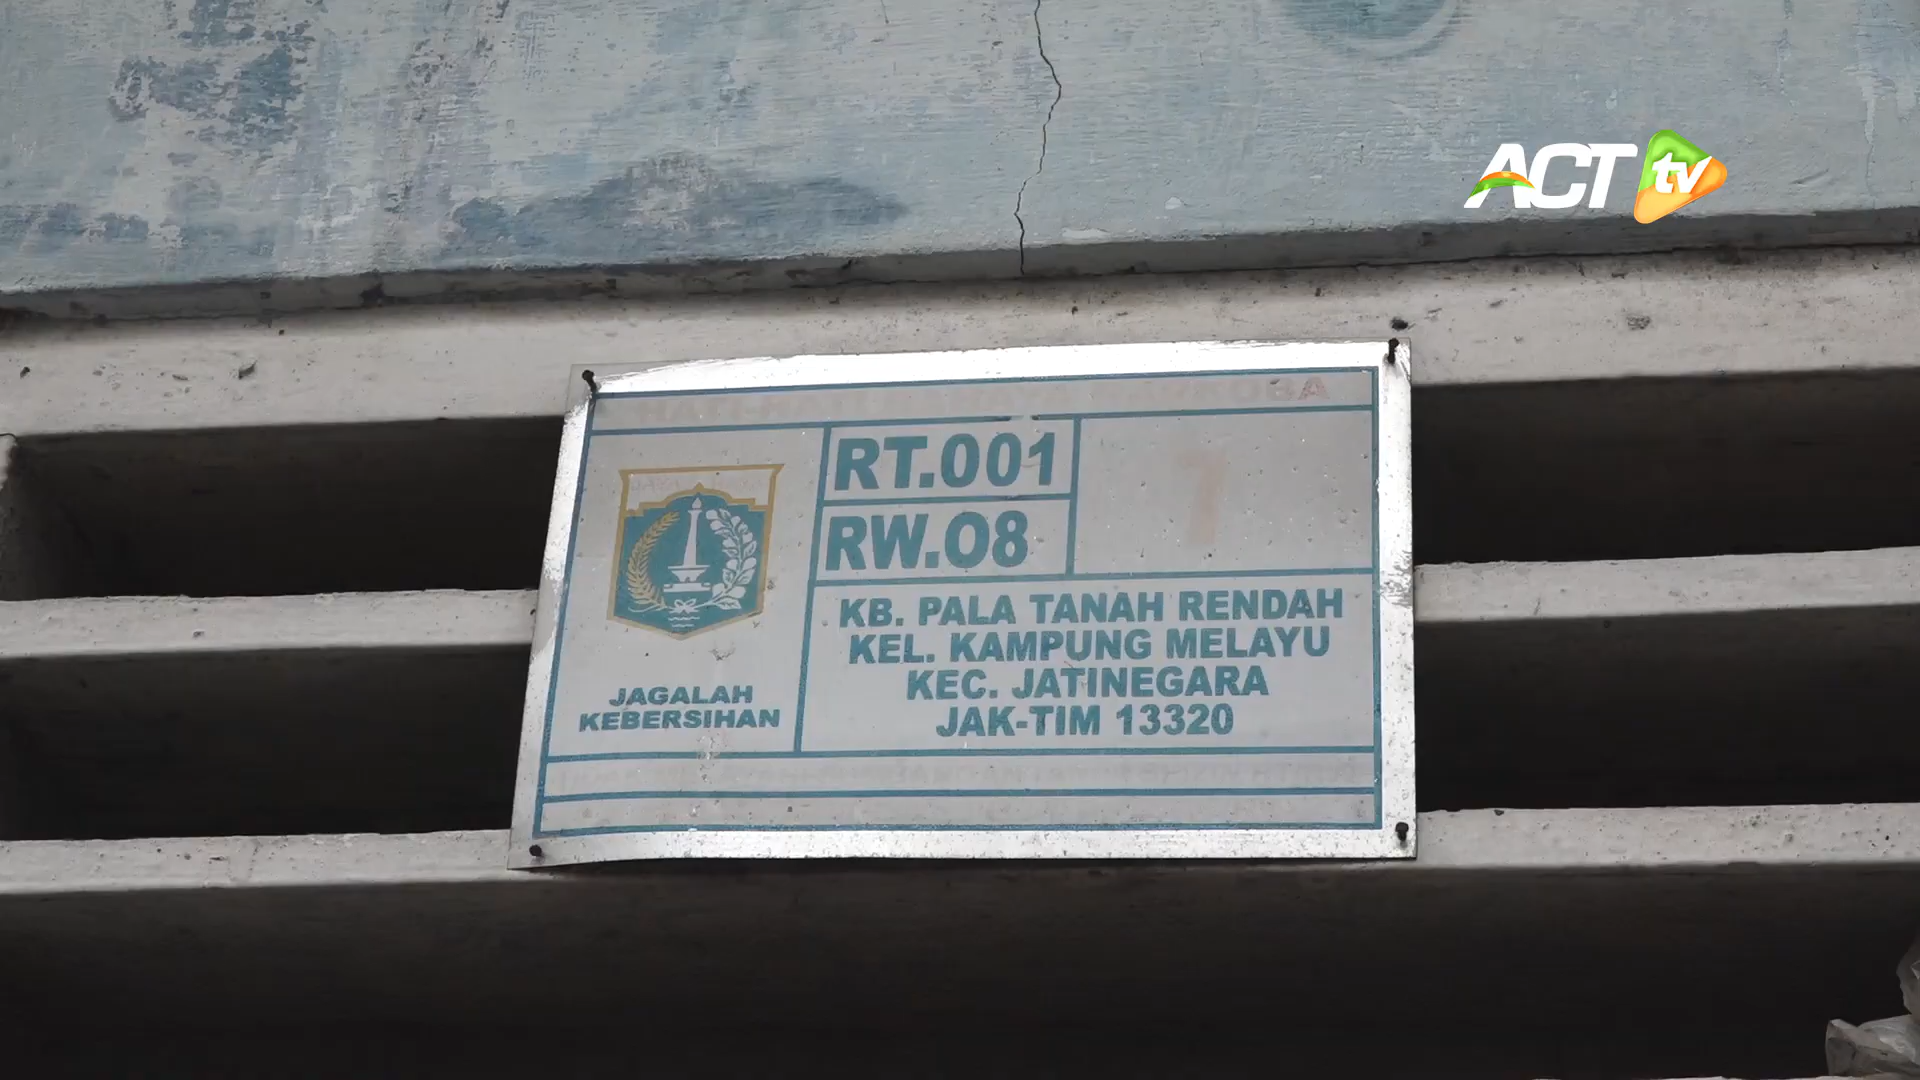 ACT tv
RT.001
RW.08
7
KB. PALA TANAH RENDAH
KEL. KAMPUNG MELAYU
KEC. JATINEGARA
JAK-TIM 13320
JAGALAH
KEBERSIHAN